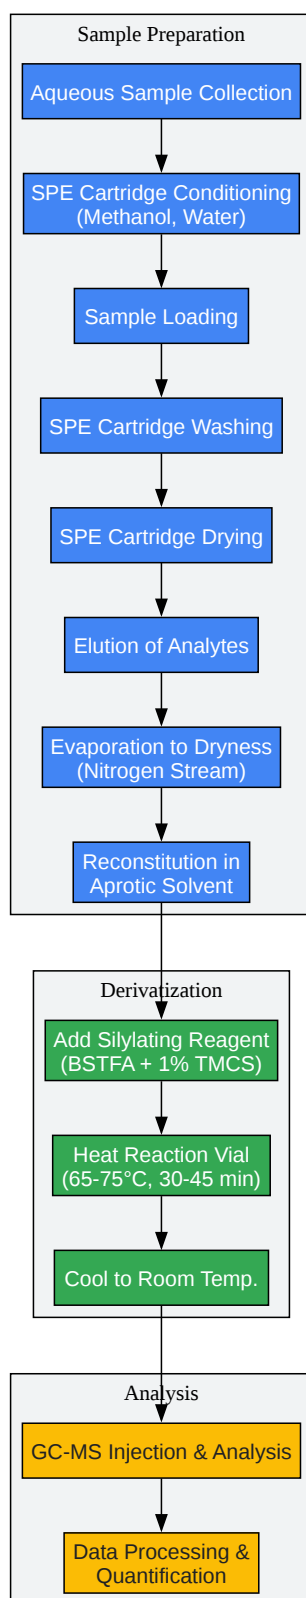 Sample Preparation
Aqueous Sample Collection
SPE Cartridge Conditioning
(Methanol, Water)
Sample Loading
SPE Cartridge Washing
SPE Cartridge Drying
Elution of Analytes
Evaporation to Dryness
(Nitrogen Stream)
Reconstitution in
Aprotic Solvent
Derivatization
Add Silylating Reagent
(BSTFA + 1% TMCS)
Heat Reaction Vial
(65-75°C, 30-45 min)
Cool to Room Temp.
Analysis
GC-MS Injection & Analysis
Data Processing &
Quantification